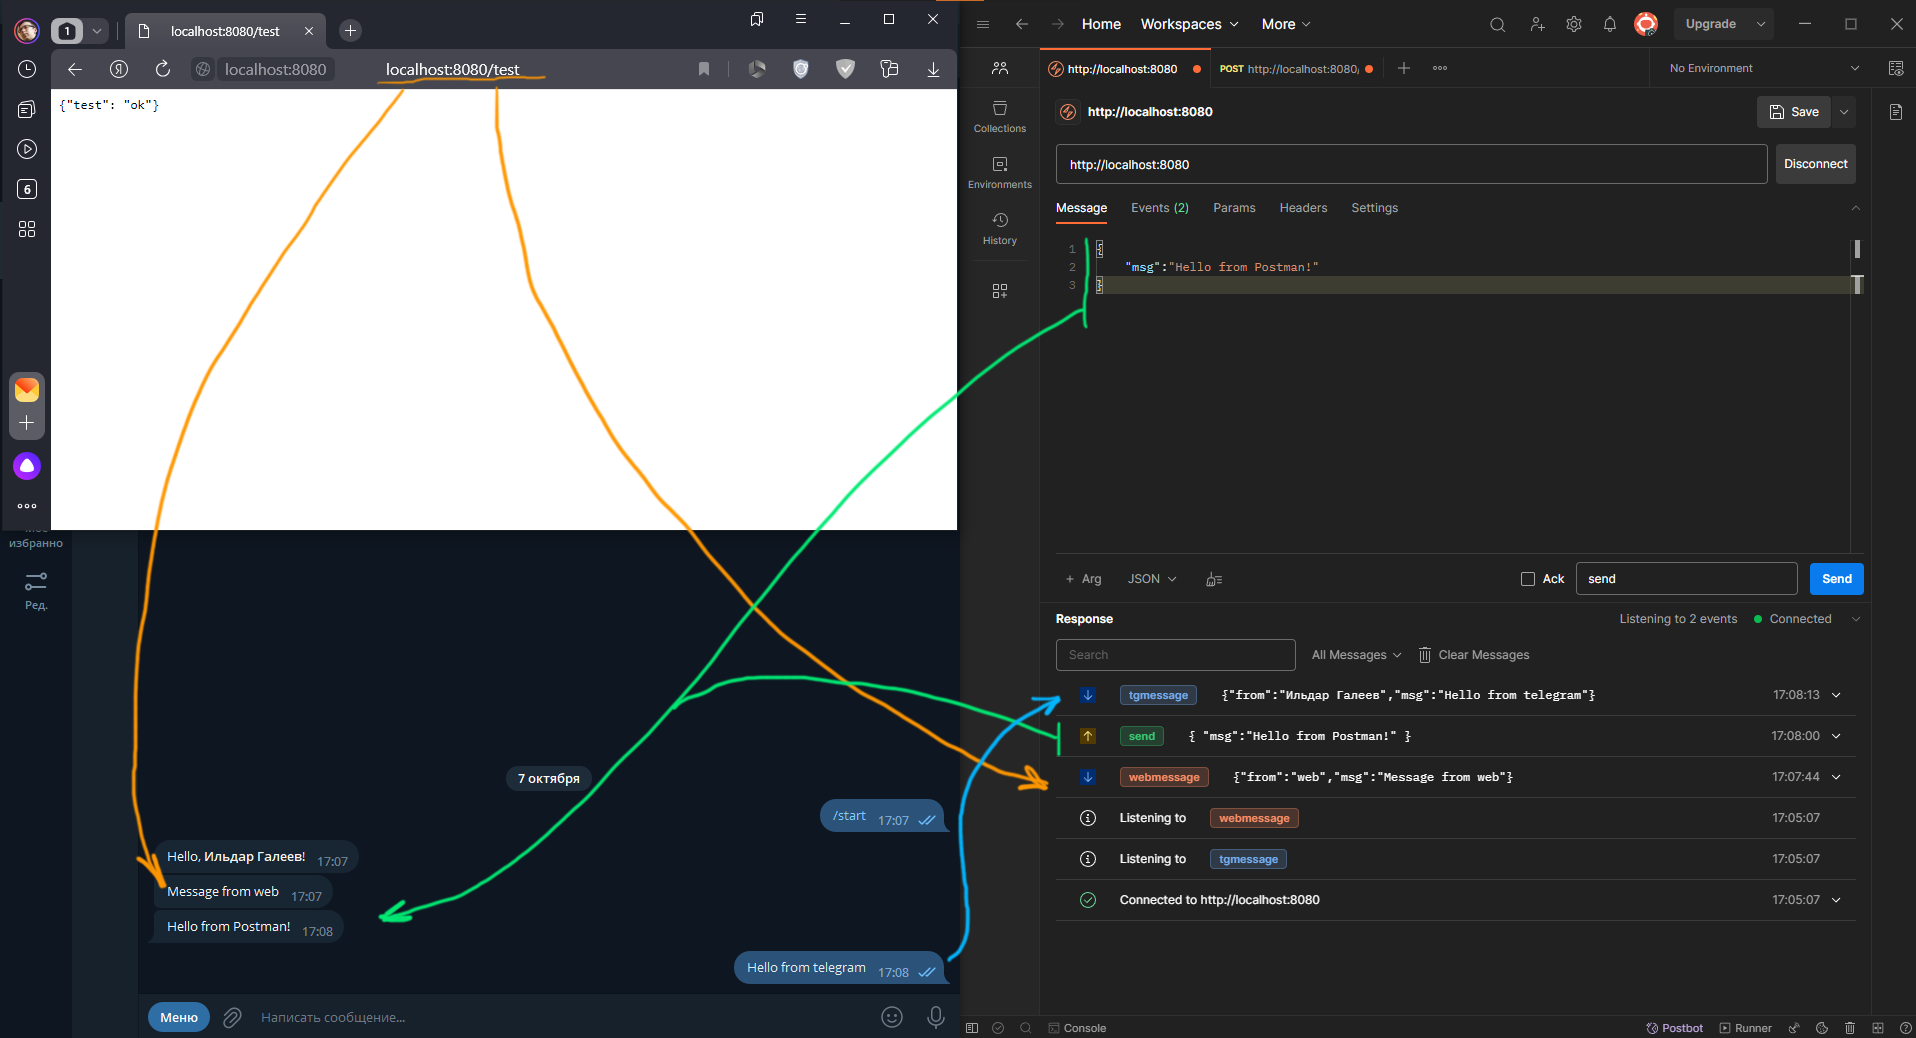 1
localhost:8080/test
localhost:8080
localhost:8080/test
{"test": "ok"}
6
избранно
Ред.
7 октября
/start 17:07
Hello, Ильдар Галеев! 17:07
Message from web 17:07
Hello from Postman! 17:08
Hello from telegram 17:08
Меню
Написать сообщение...
Home
Workspaces
More
Upgrade
http://localhost:8080
POST http://localhost:8080/
No Environment
Collections
Environments
History
http://localhost:8080
Save
http://localhost:8080
Disconnect
Message
Events (2)
Params
Headers
Settings
1 {
2 "msg":"Hello from Postman!"
3 }
+ Arg
JSON
Ack
send
Send
Response
Listening to 2 events
Connected
Search
All Messages
Clear Messages
tgmessage {"from":"Ильдар Галеев","msg":"Hello from telegram"} 17:08:13
send { "msg":"Hello from Postman!" } 17:08:00
webmessage {"from":"web","msg":"Message from web"} 17:07:44
Listening to webmessage 17:05:07
Listening to tgmessage 17:05:07
Connected to http://localhost:8080 17:05:07
Console
Postbot
Runner